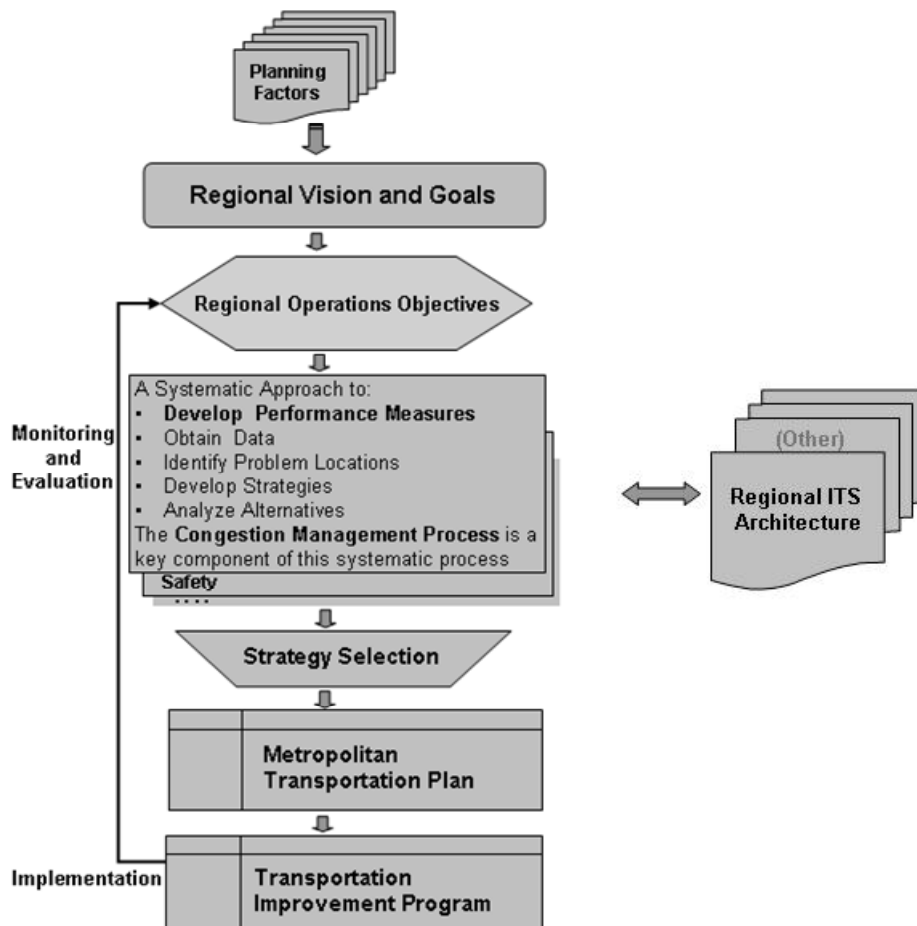 Planning
Factors
Regional Vision and Goals
Regional Operations Objectives
A Systematic Approach to:
▪ Develop Performance Measures
▪ Obtain Data
▪ Identify Problem Locations
▪ Develop Strategies
▪ Analyze Alternatives
The Congestion Management Process is a
key component of this systematic process
Safety
....
Monitoring
and
Evaluation
(Other)
Regional ITS
Architecture
Strategy Selection
Metropolitan
Transportation Plan
Implementation
Transportation
Improvement Program